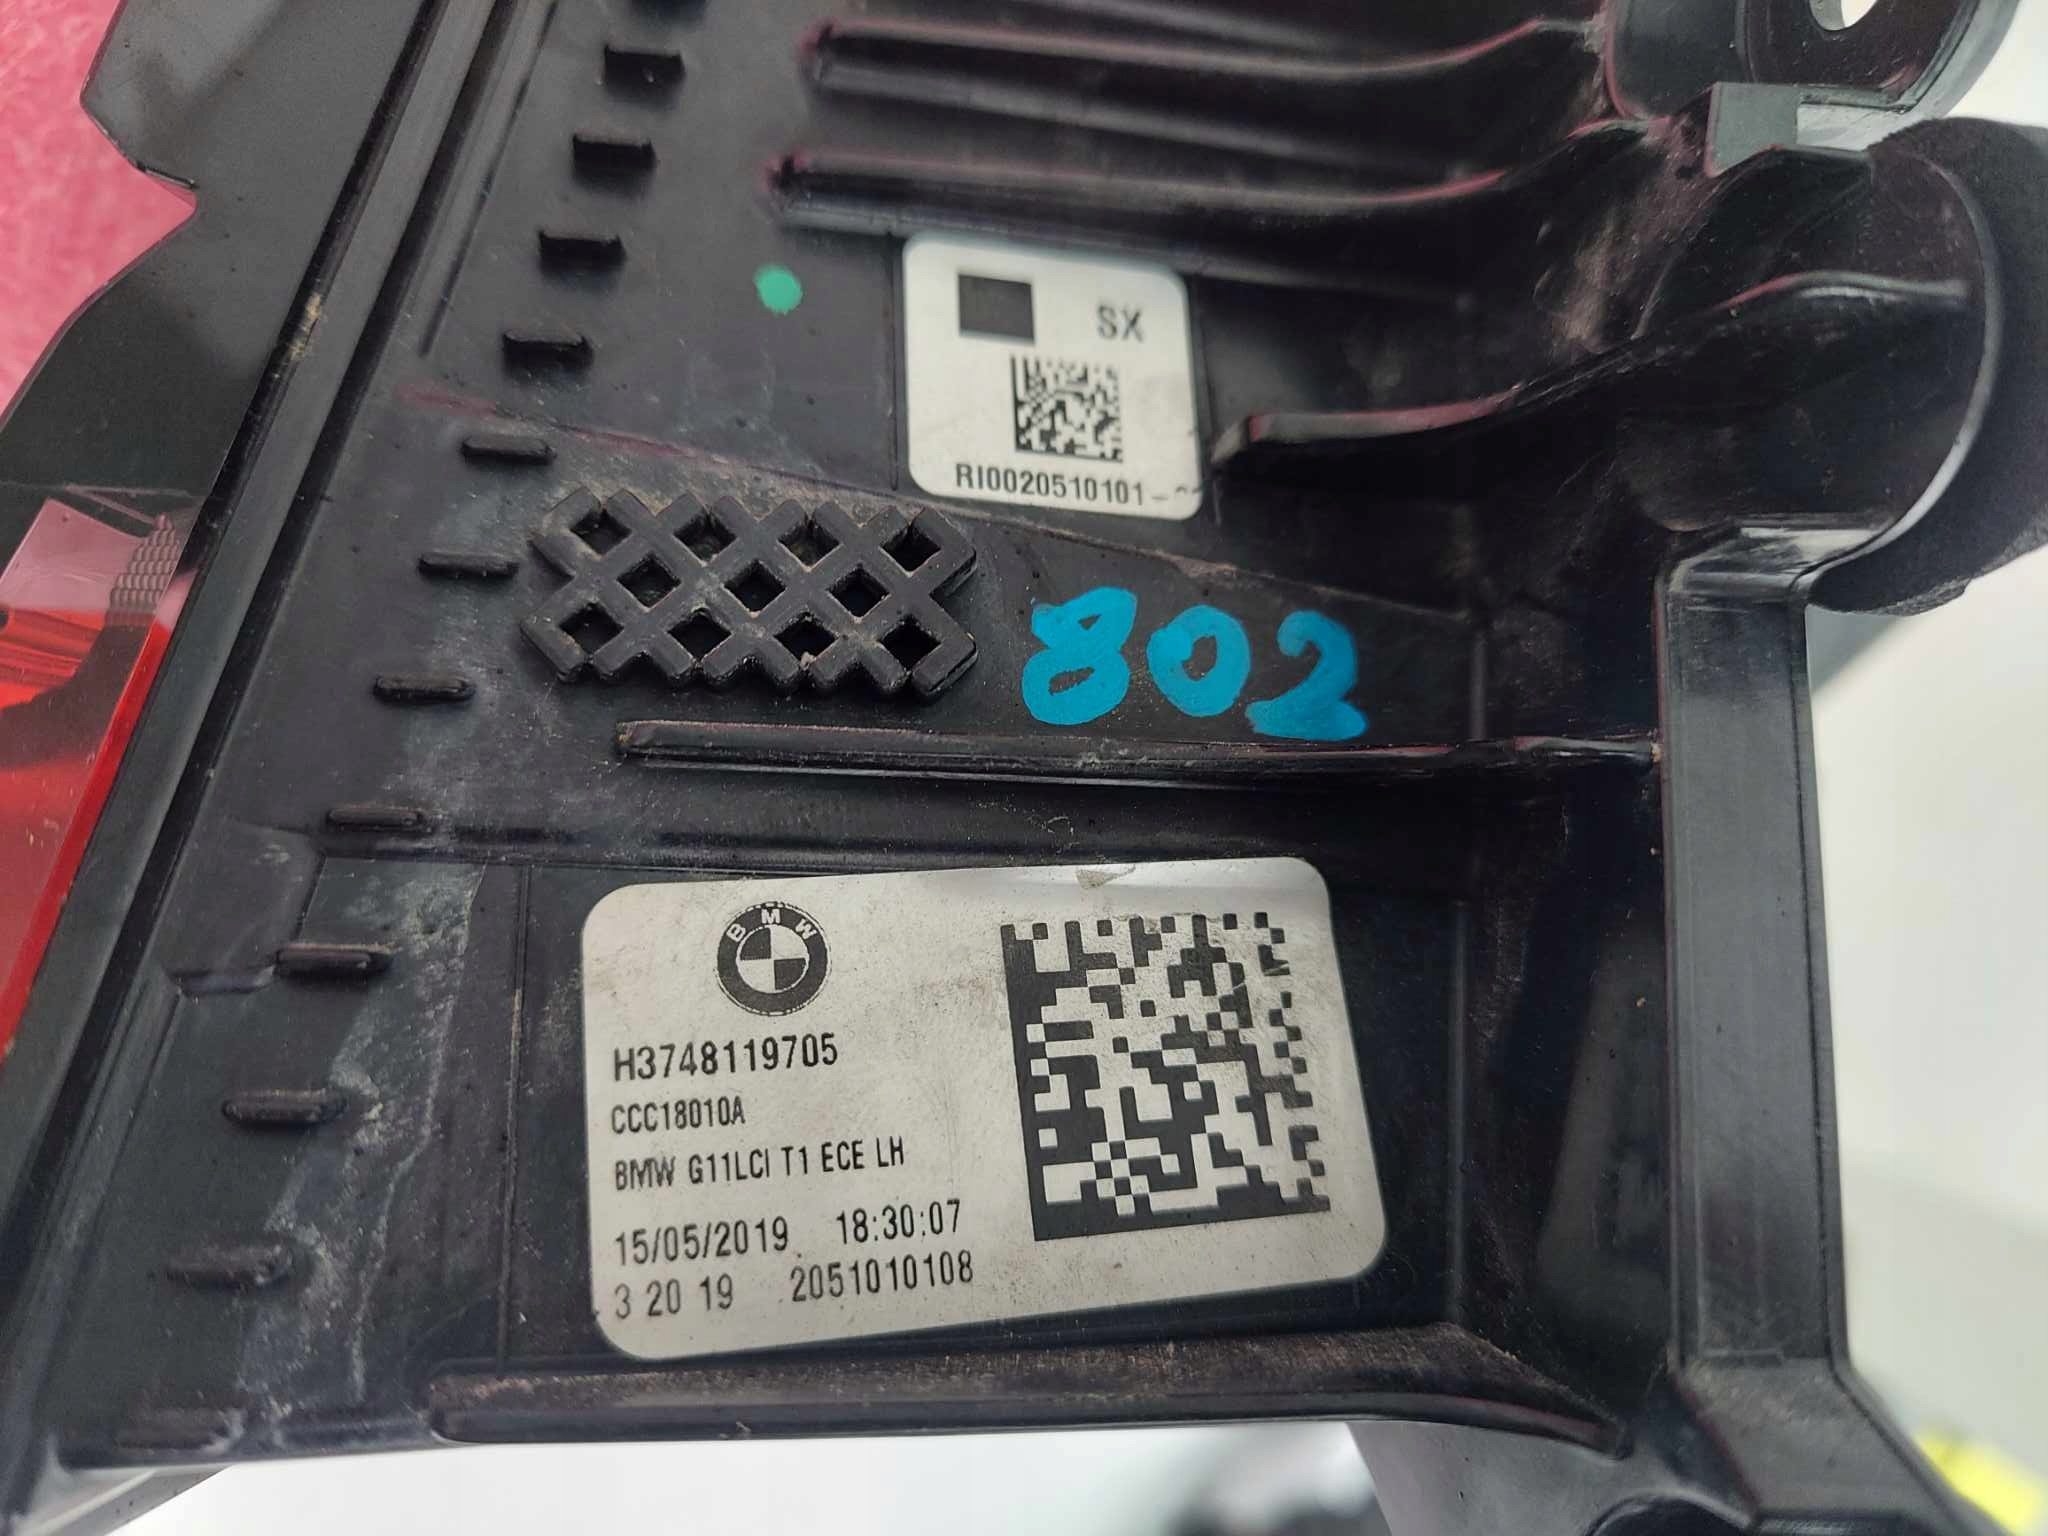 SX
RI0020510101-
802
BMW
H3748119705
CCC18010A
BMW G11LCI T1 ECE LH
15/05/2019 18:30:07
3 20 19 2051010108